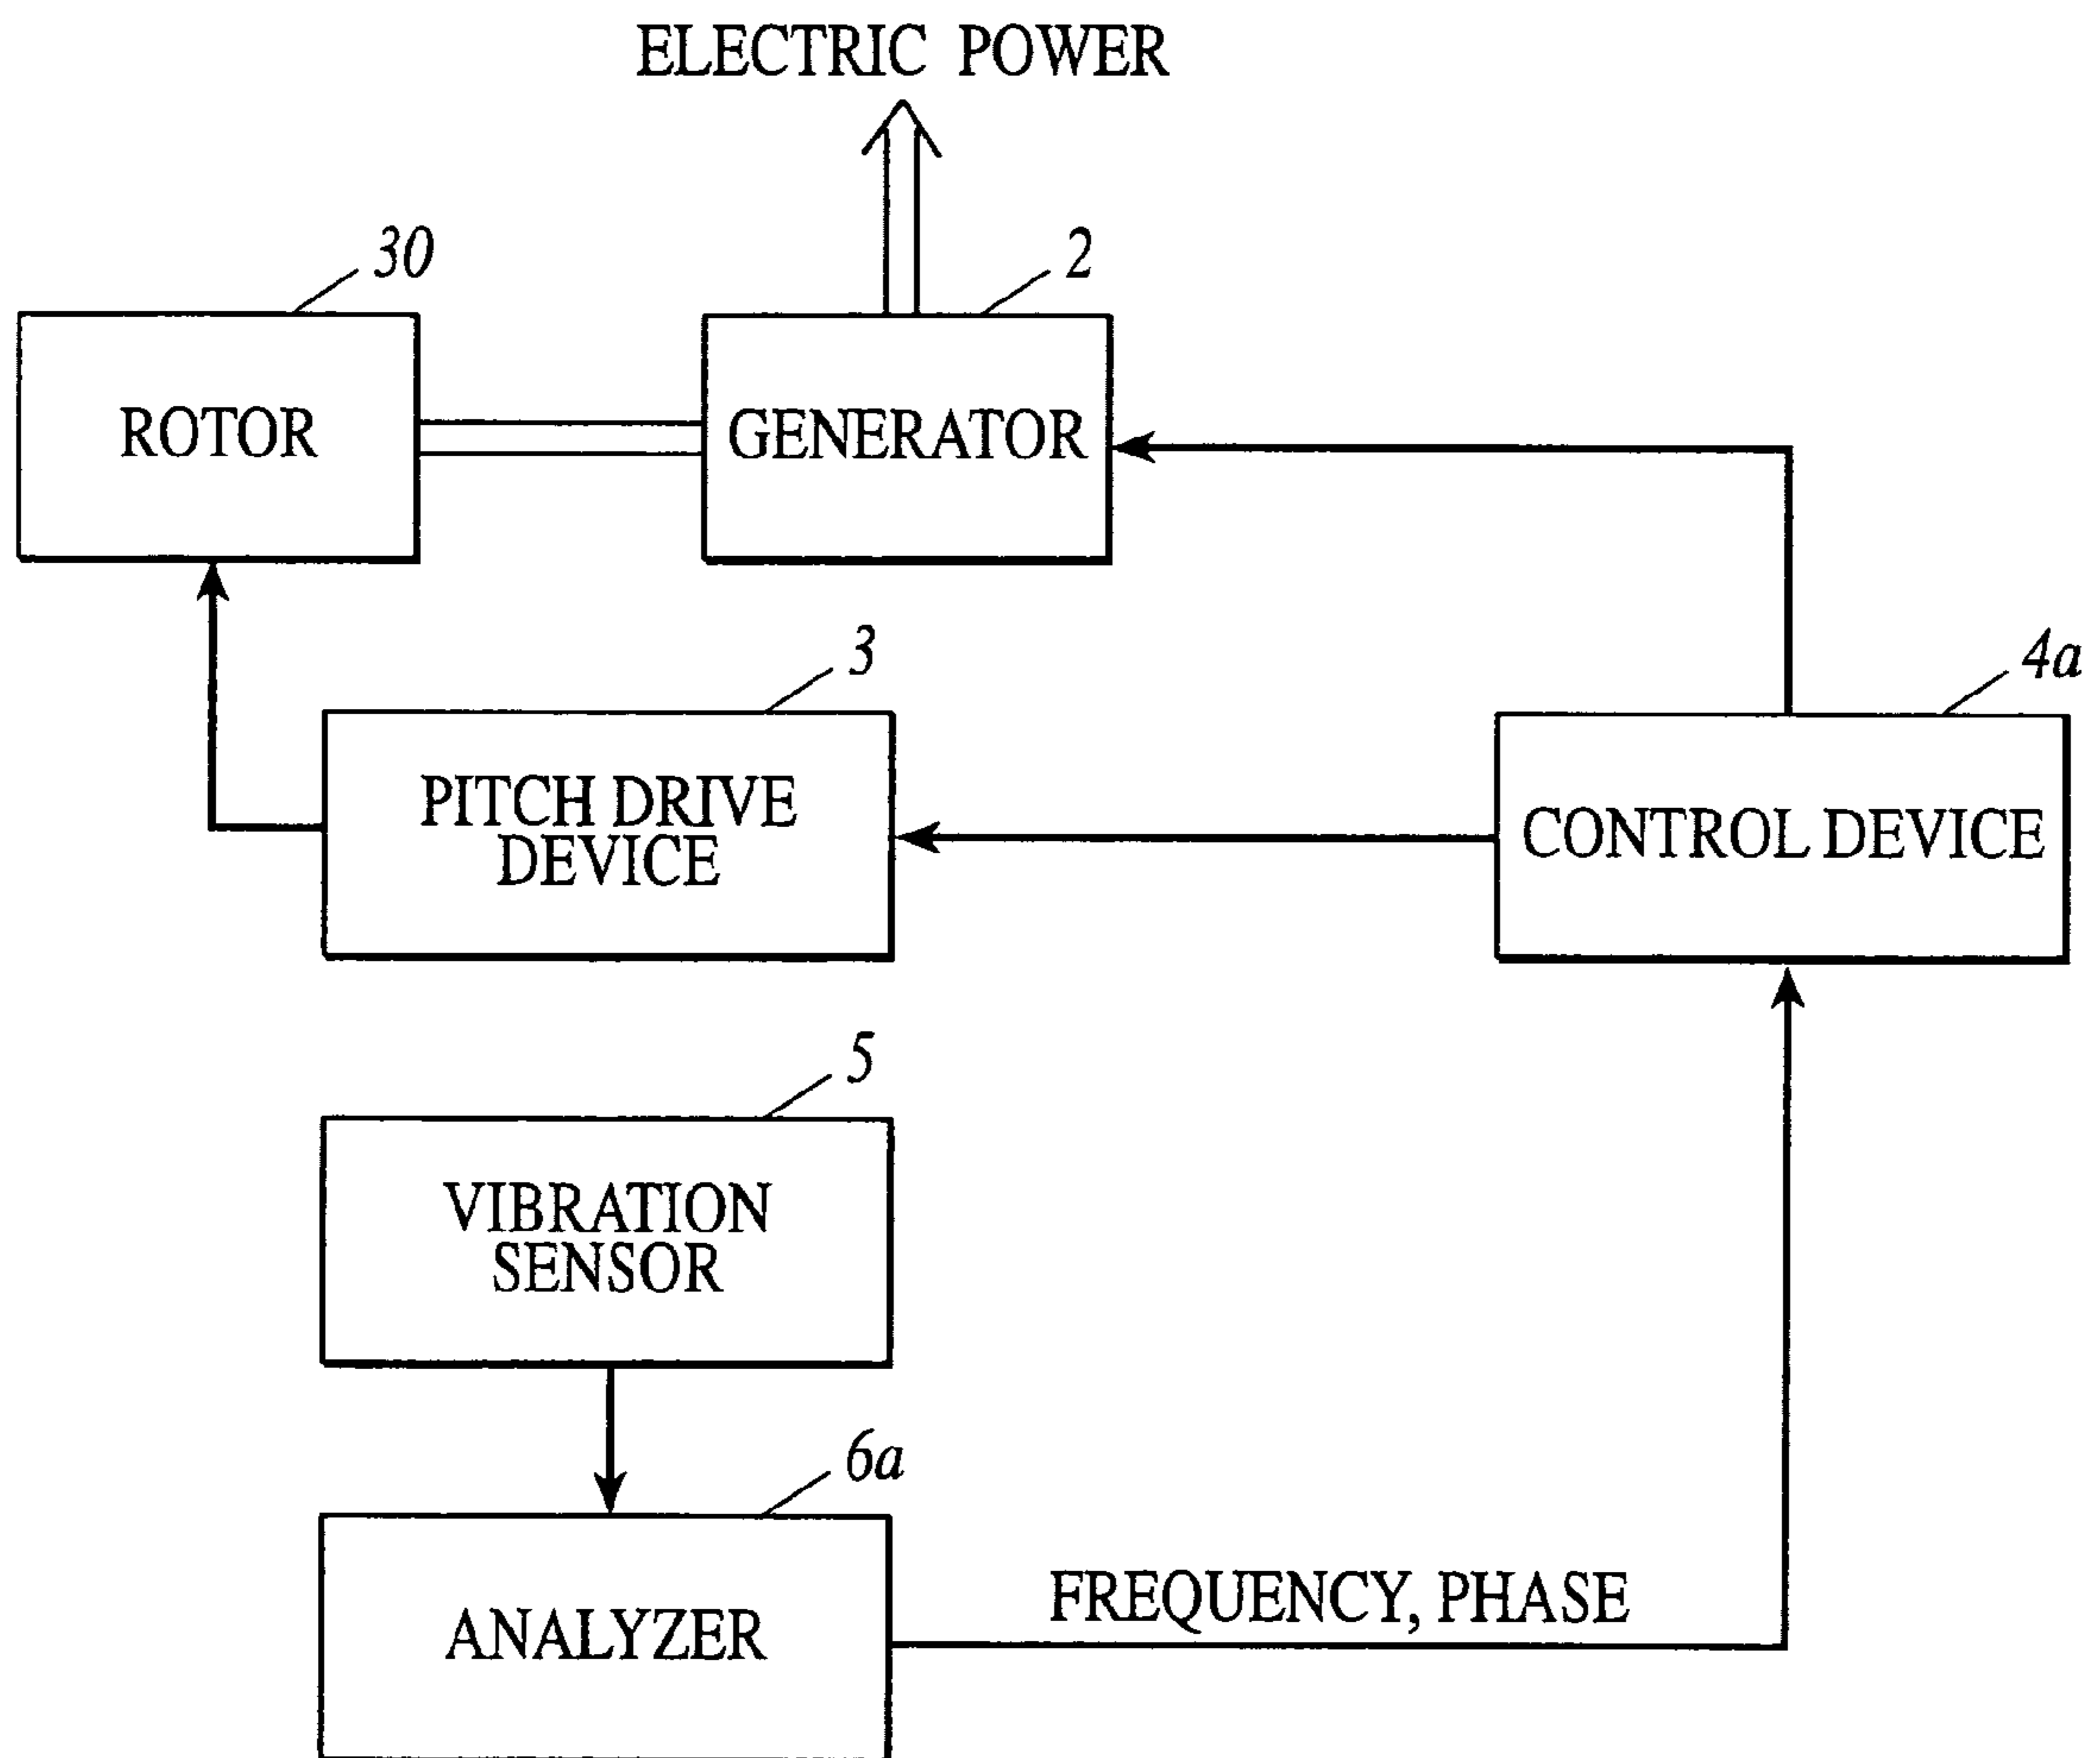 ELECTRIC POWER
30
2
ROTOR
GENERATOR
3
4a
PITCH DRIVE
DEVICE
CONTROL DEVICE
5
VIBRATION
SENSOR
6a
FREQUENCY, PHASE
ANALYZER